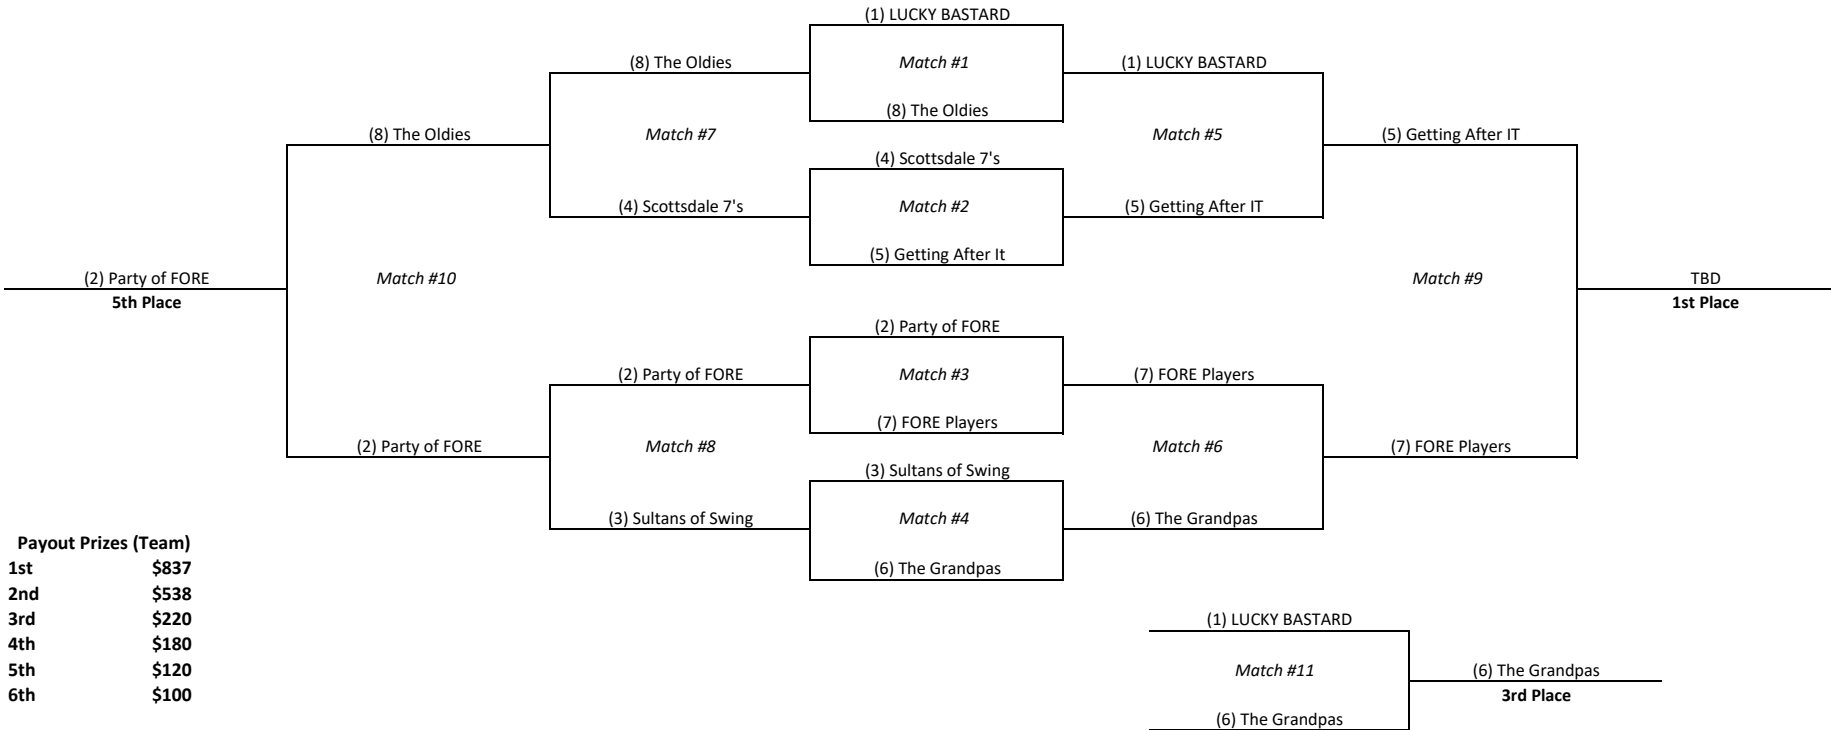 (1) LUCKY BASTARD
(8) The Oldies
Match #1
(1) LUCKY BASTARD
(8) The Oldies
(8) The Oldies
Match #7
Match #5
(5) Getting After IT
(4) Scottsdale 7's
(4) Scottsdale 7's
Match #2
(5) Getting After IT
(5) Getting After It
(2) Party of FORE
5th Place
Match #10
Match #9
TBD
1st Place
(2) Party of FORE
(2) Party of FORE
Match #3
(7) FORE Players
(7) FORE Players
(2) Party of FORE
Match #8
Match #6
(7) FORE Players
(3) Sultans of Swing
(3) Sultans of Swing
Match #4
(6) The Grandpas
(6) The Grandpas
Payout Prizes (Team)
1st $837
2nd $538
3rd $220
4th $180
5th $120
6th $100
(1) LUCKY BASTARD
Match #11
(6) The Grandpas
(6) The Grandpas
3rd Place